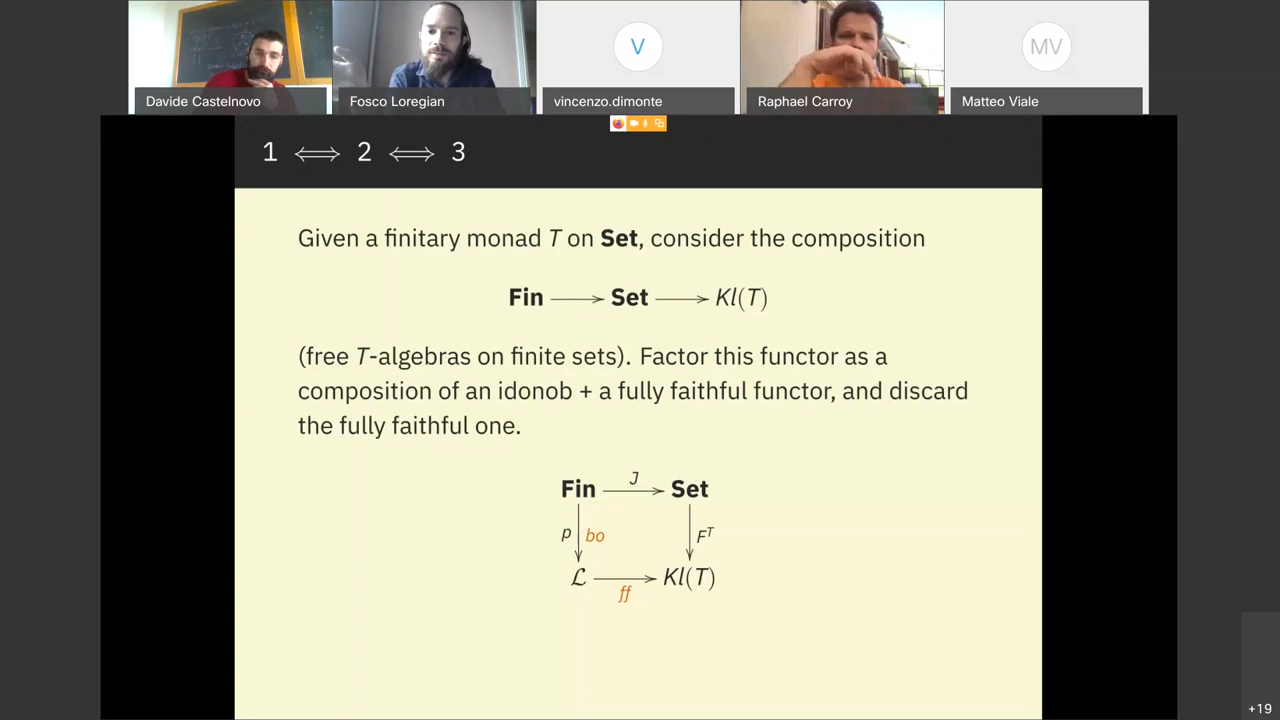 V
MV
Davide Castelnovo
Fosco Loregian
vincenzo.dimonte
Raphael Carroy
Matteo Viale
1 ⟺ 2 ⟺ 3
Given a finitary monad T on Set, consider the composition
Fin ⟶ Set ⟶ Kl(T)
(free T-algebras on finite sets). Factor this functor as a
composition of an idonob + a fully faithful functor, and discard
the fully faithful one.
J
Fin ⟶ Set
p bo Fᵀ
ℒ ⟶ Kl(T)
ff
+19